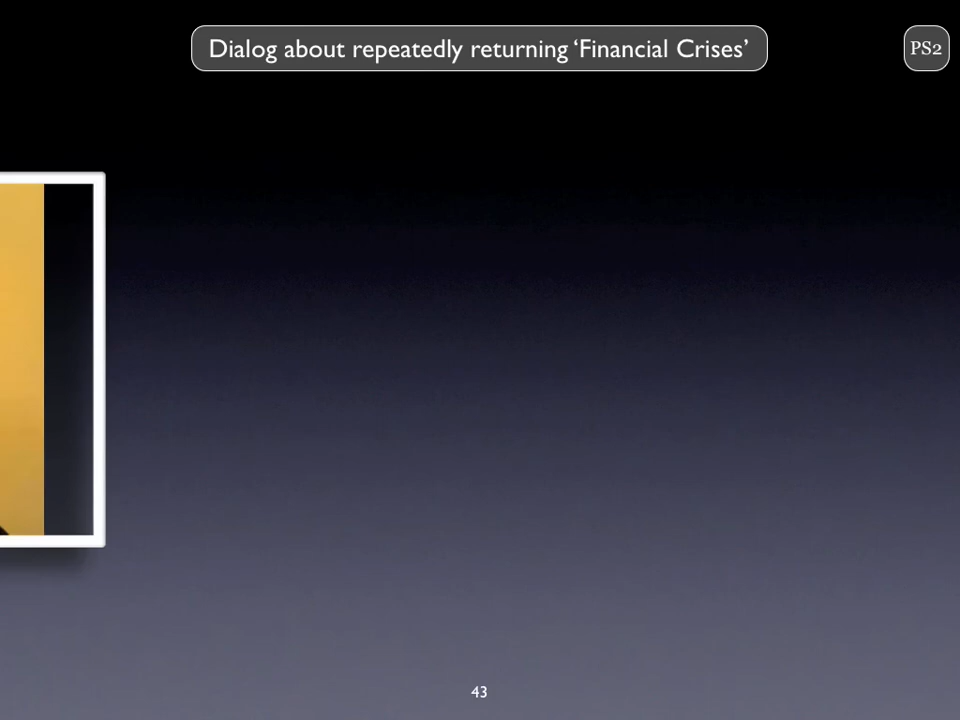 Dialog about repeatedly returning ‘Financial Crises’
PS2
43